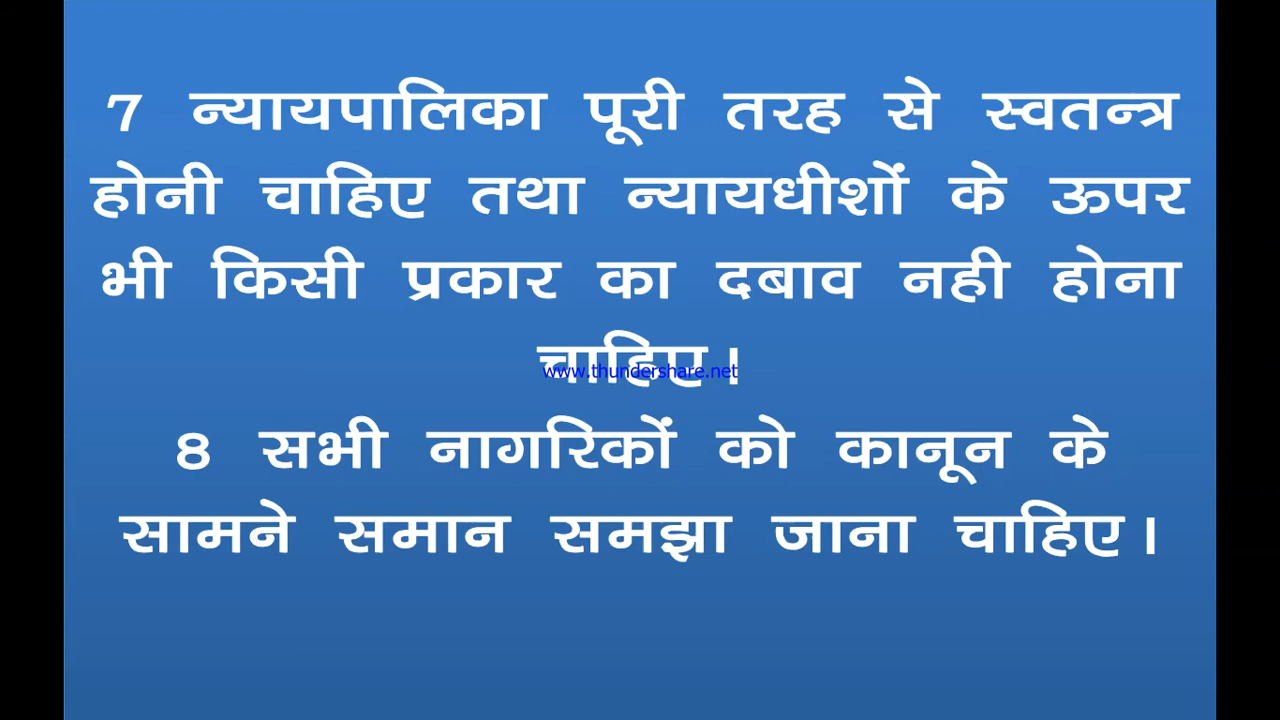 7 न्यायपालिका पूरी तरह से स्वतन्त्र
होनी चाहिए तथा न्यायधीशों के ऊपर
भी किसी प्रकार का दबाव नही होना
चाहिए।
www.thundershare.net
8 सभी नागरिकों को कानून के
सामने समान समझा जाना चाहिए।